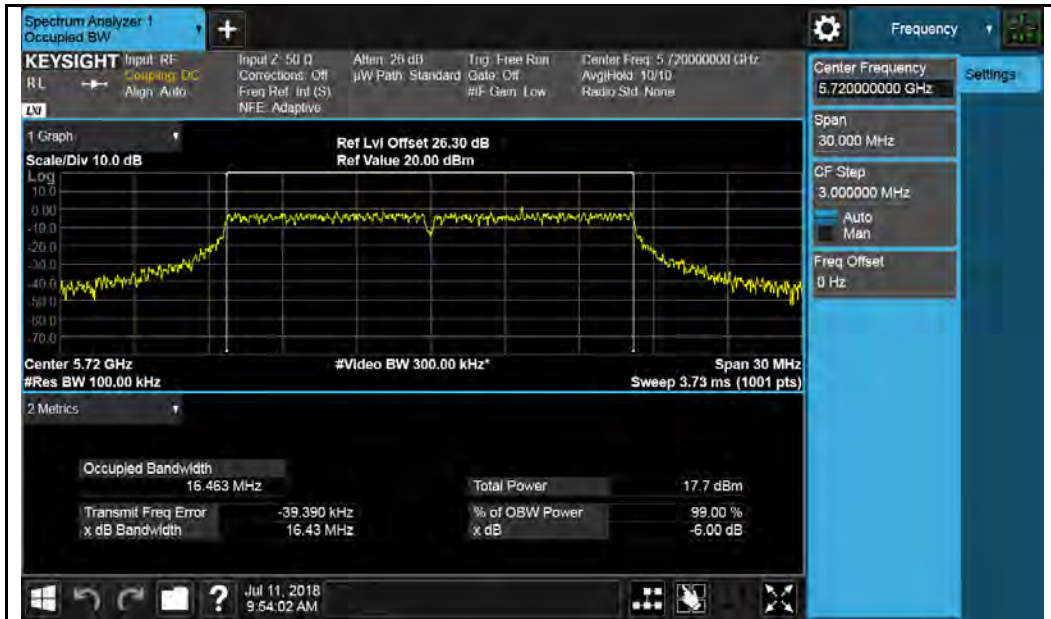 Spectrum Analyzer 1
Occupied BW
+
Frequency
KEYSIGHT Input: RF Input Z: 50 Ω Atten: 26 dB Trig: Free Run Center Freq: 5.720000000 GHz
RL Coupling: DC Corrections: Off µW Path: Standard Gate: Off Avg|Hold: 10/10
Align: Auto Freq Ref: Int (S) #IF Gain: Low Radio Std: None
NFE: Adaptive
Center Frequency
5.720000000 GHz
Settings
Span
30.000 MHz
CF Step
3.000000 MHz
Auto
Man
Freq Offset
0 Hz
1 Graph
Ref Lvl Offset 26.30 dB
Scale/Div 10.0 dB Ref Value 20.00 dBm
Log
10.0
0.00
-10.0
-20.0
-30.0
-40.0
-50.0
-60.0
-70.0
Center 5.72 GHz #Video BW 300.00 kHz* Span 30 MHz
#Res BW 100.00 kHz Sweep 3.73 ms (1001 pts)
2 Metrics
Occupied Bandwidth
16.463 MHz Total Power 17.7 dBm
Transmit Freq Error -39.390 kHz % of OBW Power 99.00 %
x dB Bandwidth 16.43 MHz x dB -6.00 dB
? Jul 11, 2018
9:54:02 AM